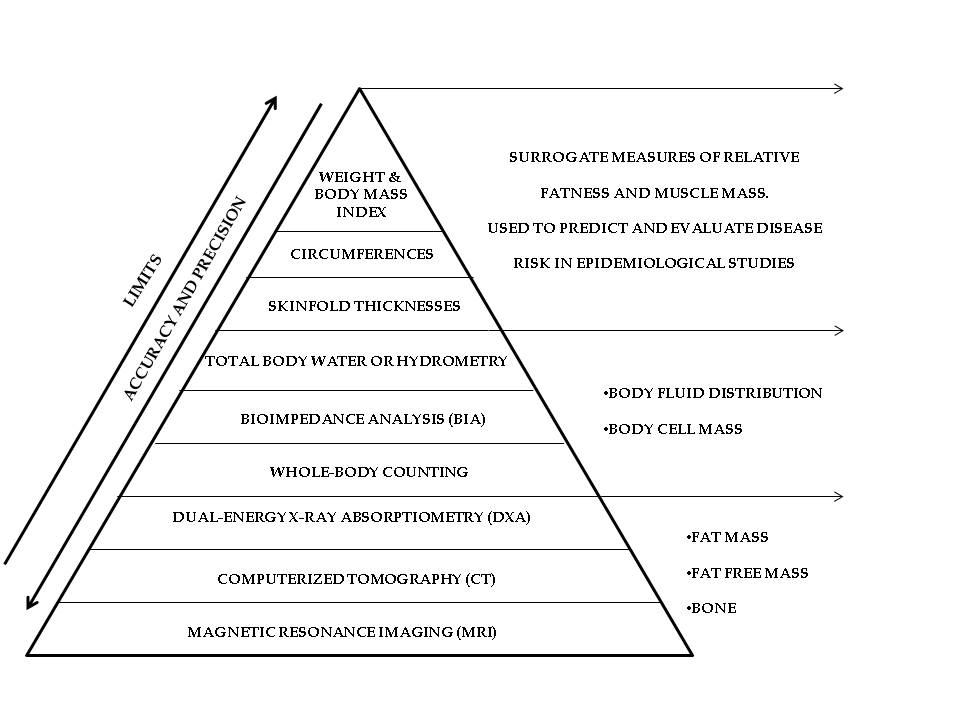 LIMITS
ACCURACY AND PRECISION
WEIGHT &
BODY MASS
INDEX
CIRCUMFERENCES
SKINFOLD THICKNESSES
TOTAL BODY WATER OR HYDROMETRY
BIOIMPEDANCE ANALYSIS (BIA)
WHOLE-BODY COUNTING
DUAL-ENERGY X-RAY ABSORPTIOMETRY (DXA)
COMPUTERIZED TOMOGRAPHY (CT)
MAGNETIC RESONANCE IMAGING (MRI)
SURROGATE MEASURES OF RELATIVE
FATNESS AND MUSCLE MASS.
USED TO PREDICT AND EVALUATE DISEASE
RISK IN EPIDEMIOLOGICAL STUDIES
•BODY FLUID DISTRIBUTION
•BODY CELL MASS
•FAT MASS
•FAT FREE MASS
•BONE